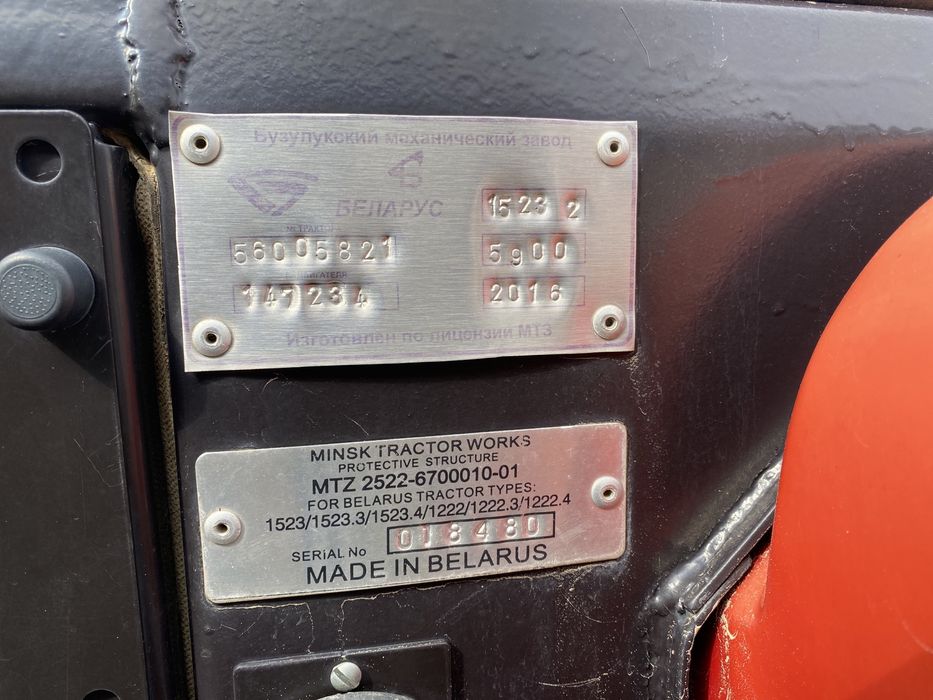 Бузулукский механический завод
БЕЛАРУС
1523 2
№ТРАКТОРА
56005821
5900
ДВИГАТЕЛЯ
147234
2016
Изготовлен по лицензии МТЗ
MINSK TRACTOR WORKS
PROTECTIVE STRUCTURE
MTZ 2522-6700010-01
FOR BELARUS TRACTOR TYPES:
1523/1523.3/1523.4/1222/1222.3/1222.4
SERIAL No 018480
MADE IN BELARUS